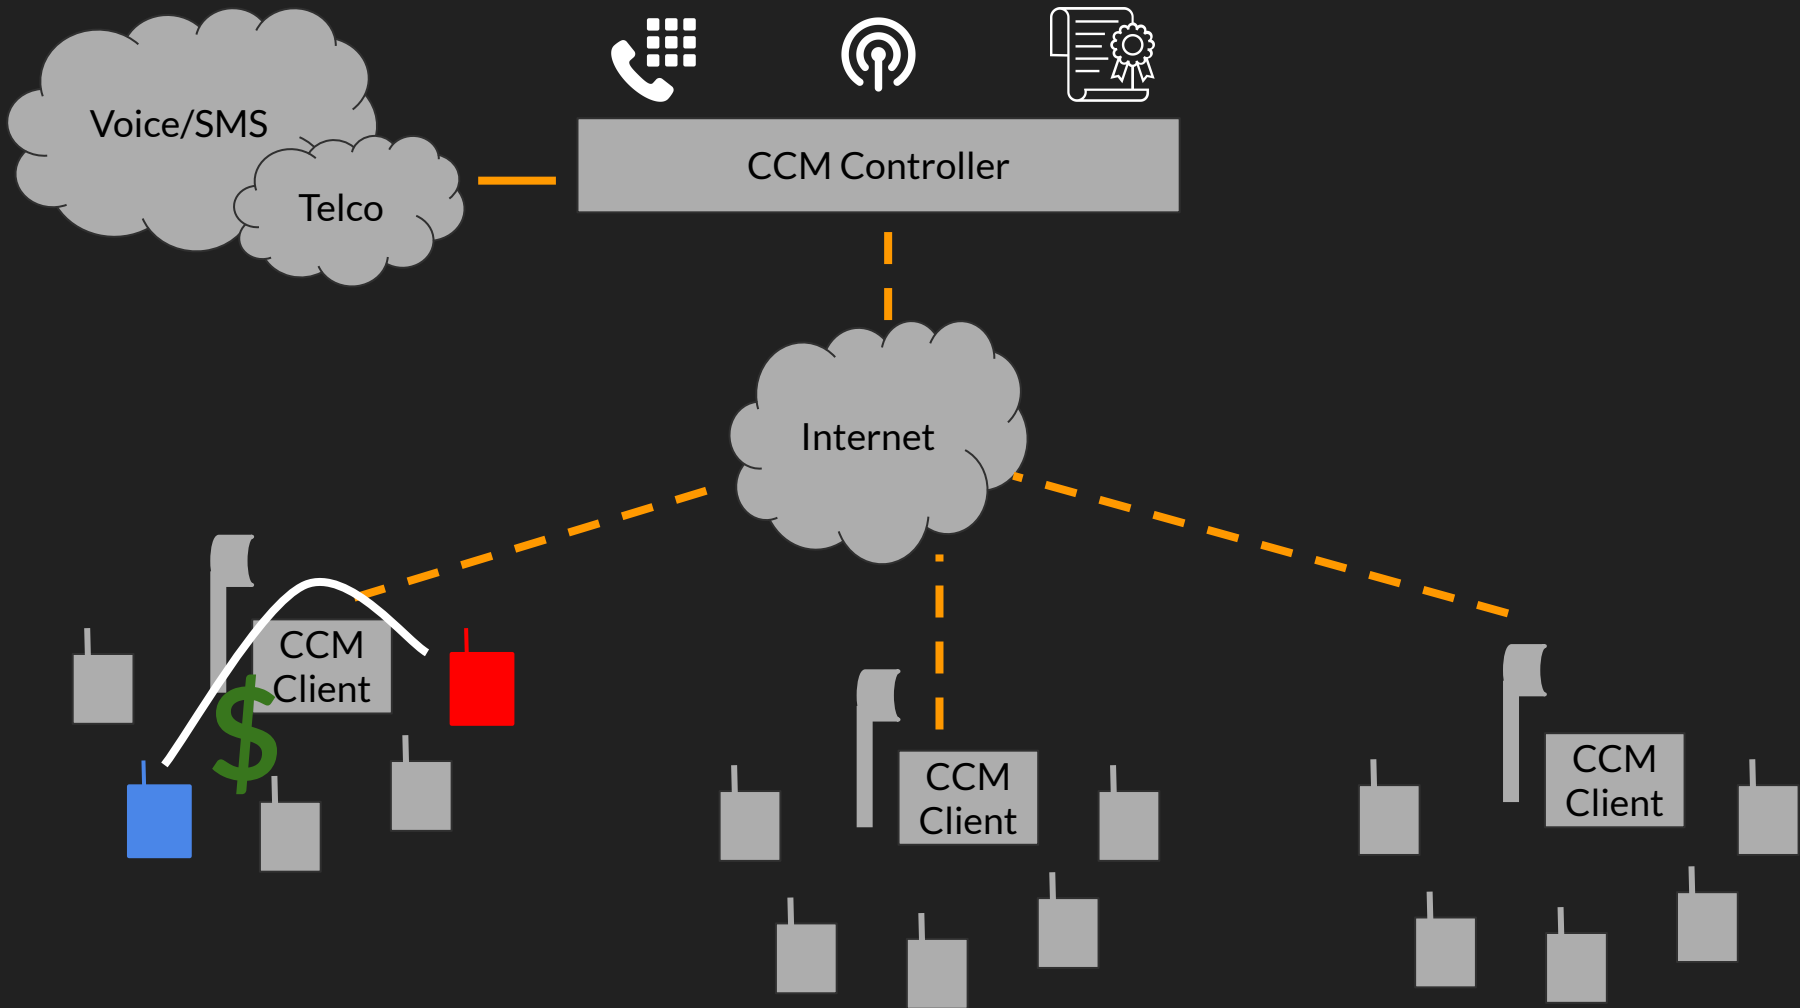 Voice/SMS
Telco
CCM Controller
Internet
CCM
Client
$
CCM
Client
CCM
Client